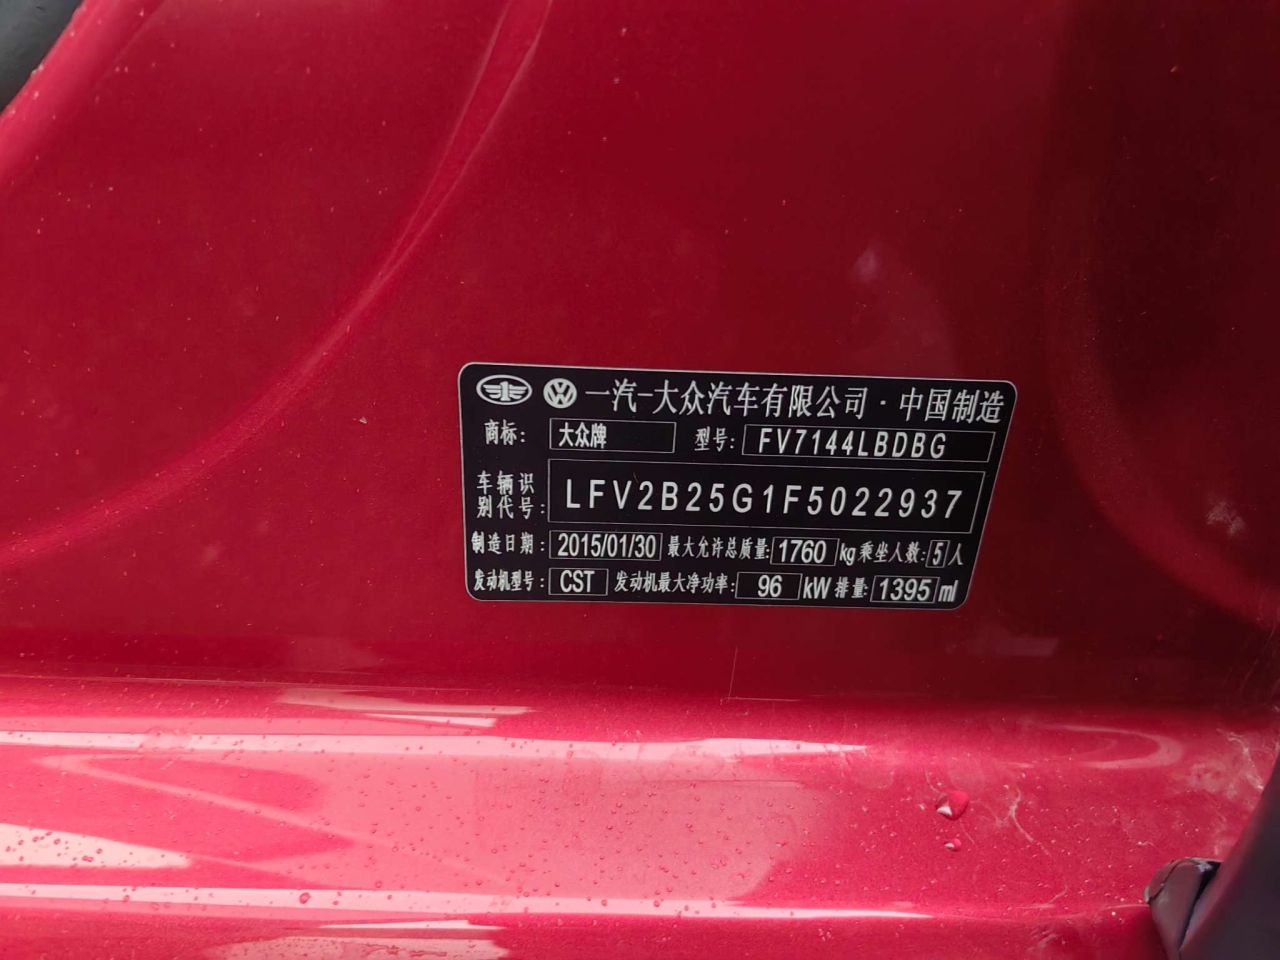 一汽-大众汽车有限公司·中国制造
商标: 大众牌 型号: FV7144LBDBG
车辆识别代号: LFV2B25G1F5022937
制造日期: 2015/01/30 最大允许总质量: 1760 kg 乘坐人数: 5 人
发动机型号: CST 发动机最大净功率: 96 kW 排量: 1395 ml